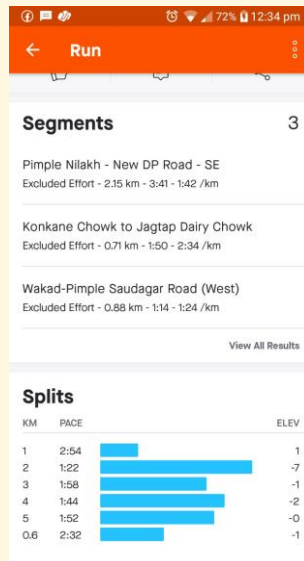 72% 12:34 pm
Run
Segments 3
Pimple Nilakh - New DP Road - SE
Excluded Effort - 2.15 km - 3:41 - 1:42 /km
Konkane Chowk to Jagtap Dairy Chowk
Excluded Effort - 0.71 km - 1:50 - 2:34 /km
Wakad-Pimple Saudagar Road (West)
Excluded Effort - 0.88 km - 1:14 - 1:24 /km
View All Results
Splits
KM PACE ELEV
1 2:54 1
2 1:22 -7
3 1:58 -1
4 1:44 -2
5 1:52 -0
0.6 2:32 -1